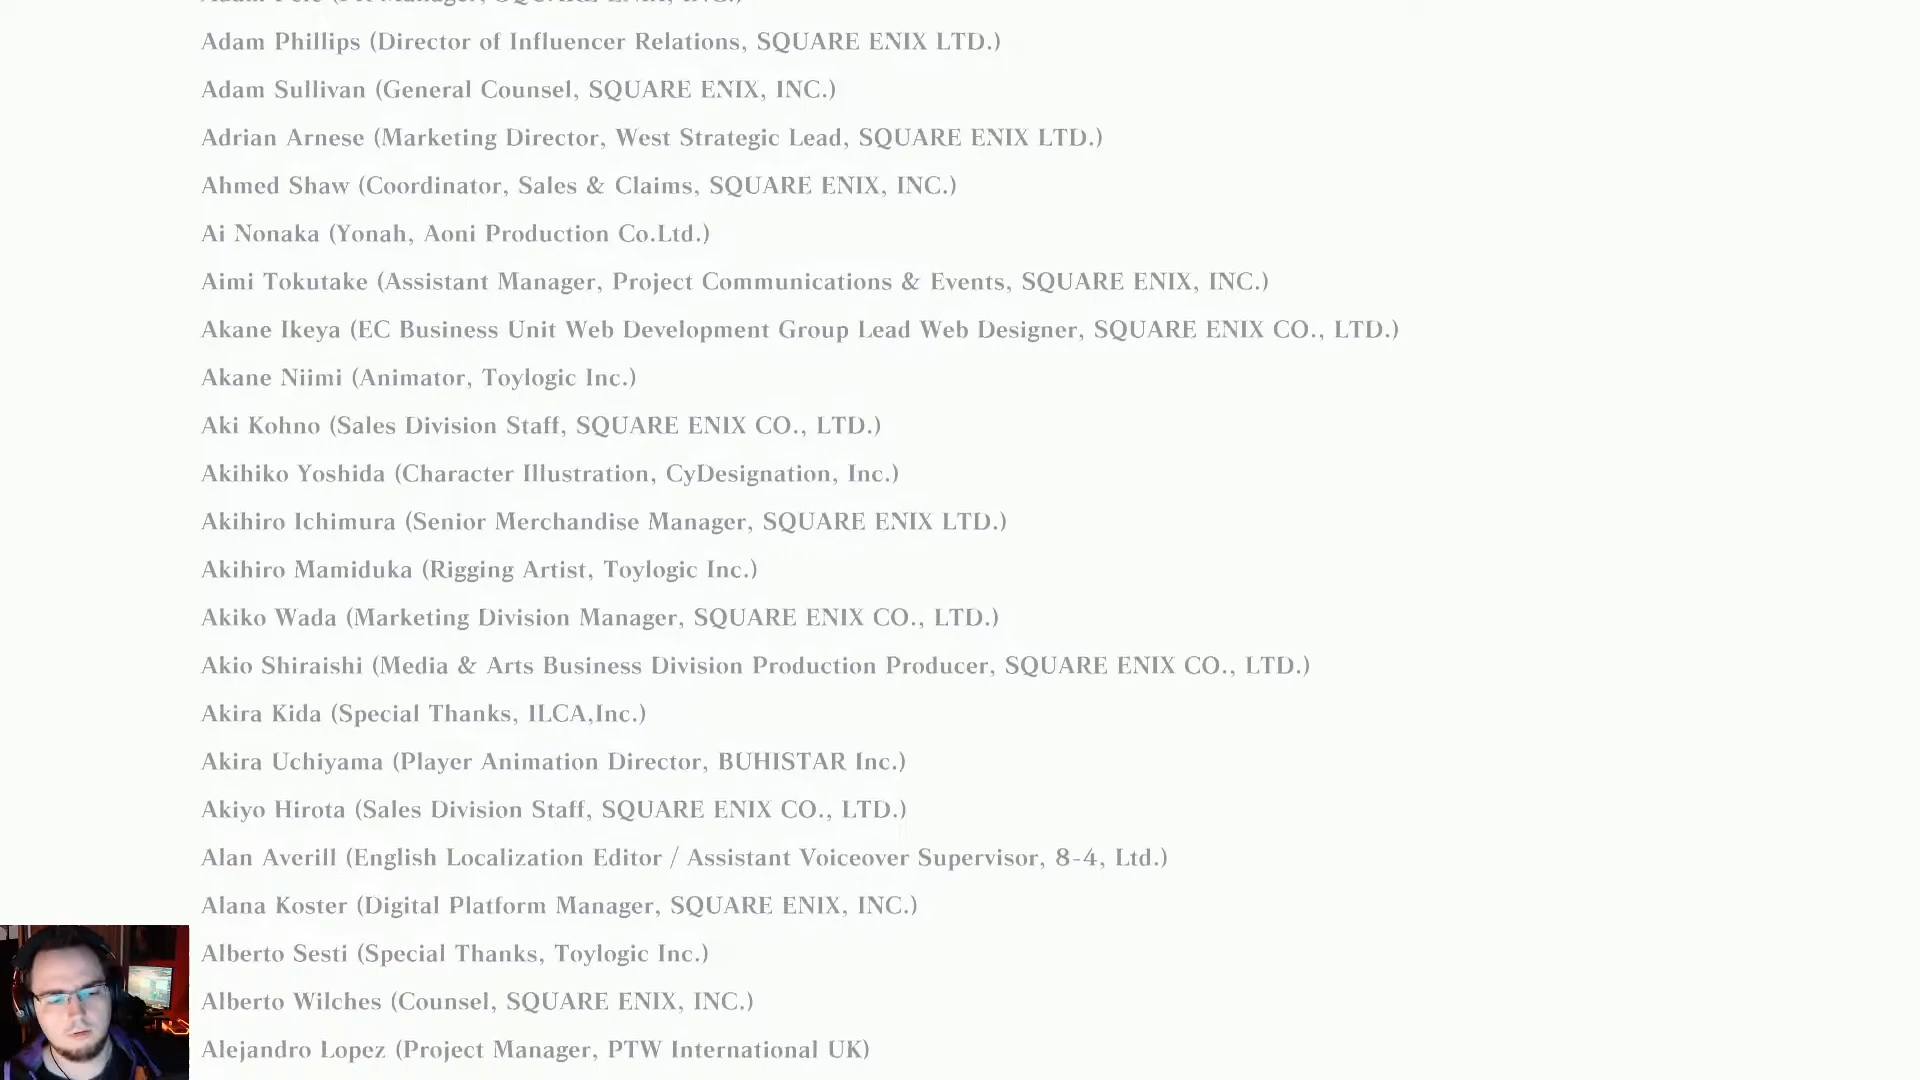 Adam Phillips (Director of Influencer Relations, SQUARE ENIX LTD.)
Adam Sullivan (General Counsel, SQUARE ENIX, INC.)
Adrian Arnese (Marketing Director, West Strategic Lead, SQUARE ENIX LTD.)
Ahmed Shaw (Coordinator, Sales & Claims, SQUARE ENIX, INC.)
Ai Nonaka (Yonah, Aoni Production Co.Ltd.)
Aimi Tokutake (Assistant Manager, Project Communications & Events, SQUARE ENIX, INC.)
Akane Ikeya (EC Business Unit Web Development Group Lead Web Designer, SQUARE ENIX CO., LTD.)
Akane Niimi (Animator, Toylogic Inc.)
Aki Kohno (Sales Division Staff, SQUARE ENIX CO., LTD.)
Akihiko Yoshida (Character Illustration, CyDesignation, Inc.)
Akihiro Ichimura (Senior Merchandise Manager, SQUARE ENIX LTD.)
Akihiro Mamiduka (Rigging Artist, Toylogic Inc.)
Akiko Wada (Marketing Division Manager, SQUARE ENIX CO., LTD.)
Akio Shiraishi (Media & Arts Business Division Production Producer, SQUARE ENIX CO., LTD.)
Akira Kida (Special Thanks, ILCA,Inc.)
Akira Uchiyama (Player Animation Director, BUHISTAR Inc.)
Akiyo Hirota (Sales Division Staff, SQUARE ENIX CO., LTD.)
Alan Averill (English Localization Editor / Assistant Voiceover Supervisor, 8-4, Ltd.)
Alana Koster (Digital Platform Manager, SQUARE ENIX, INC.)
Alberto Sesti (Special Thanks, Toylogic Inc.)
Alberto Wilches (Counsel, SQUARE ENIX, INC.)
Alejandro Lopez (Project Manager, PTW International UK)